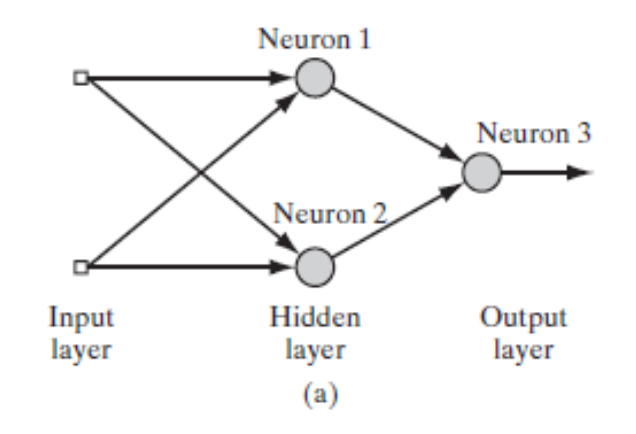 Neuron 1
Neuron 3
Neuron 2
Input
layer
Hidden
layer
Output
layer
(a)